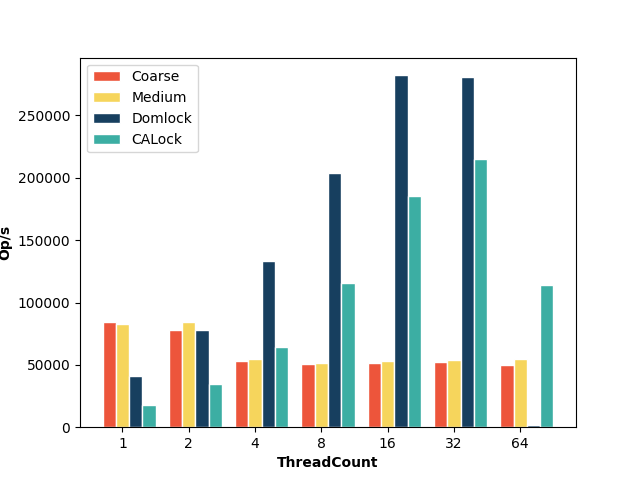 Coarse
Medium
Domlock
CALock
250000
200000
150000
100000
50000
0
Op/s
1 2 4 8 16 32 64
ThreadCount